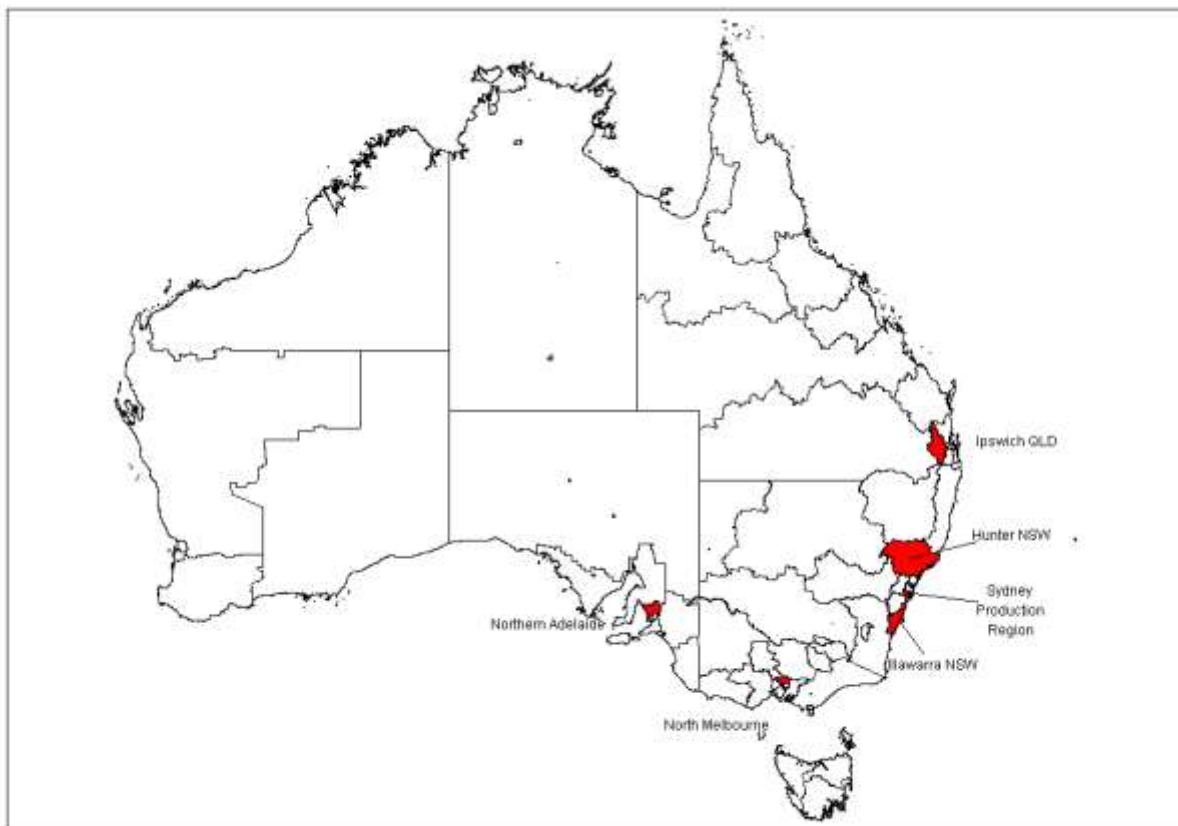 Ipswich QLD
Hunter NSW
Sydney
Production
Region
Northern Adelaide
Illawarra NSW
North Melbourne